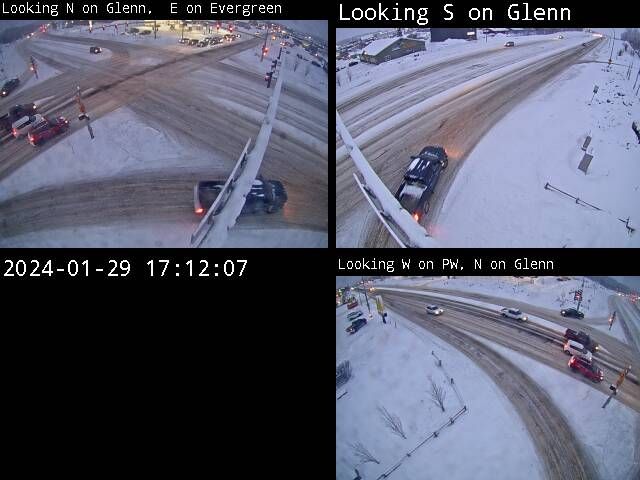 Looking N on Glenn,  E on Evergreen
Looking S on Glenn
2024-01-29 17:12:07
Looking W on PW, N on Glenn